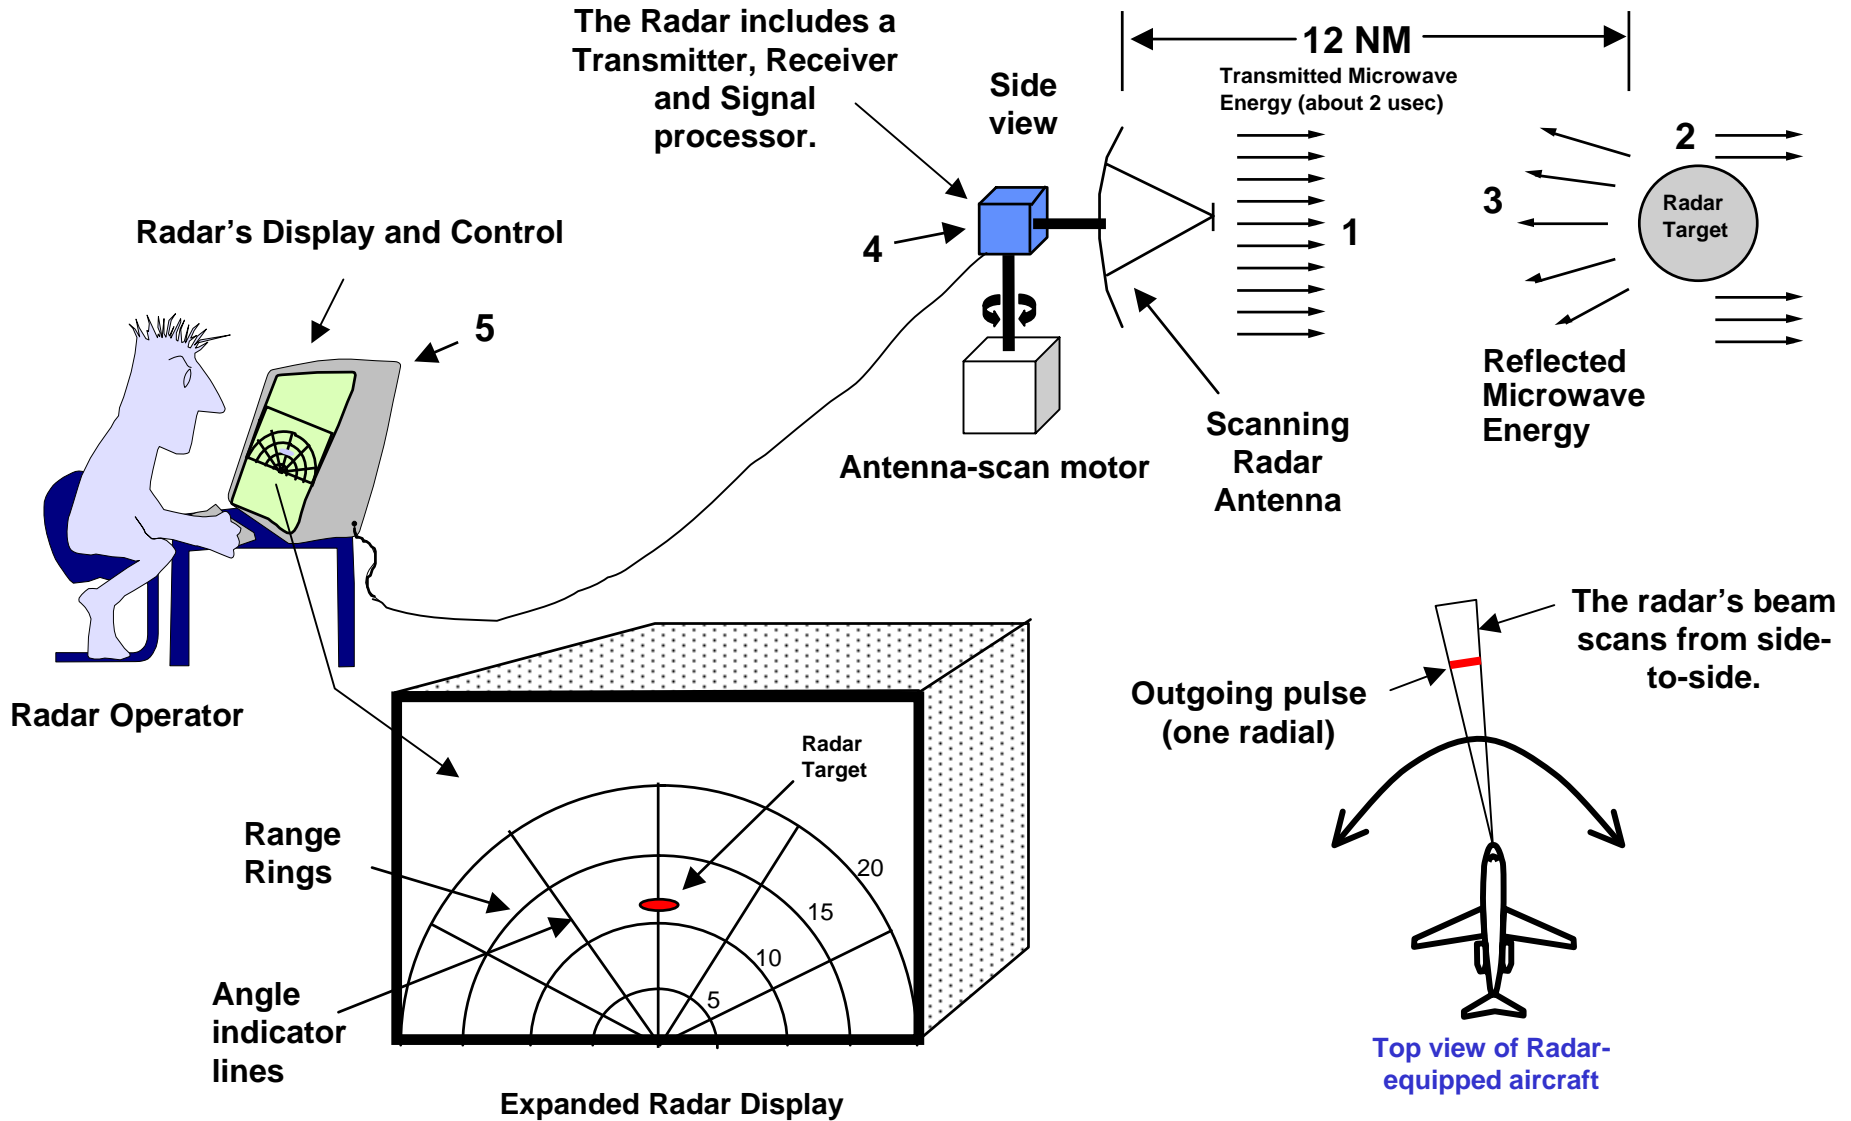 The Radar includes a
Transmitter, Receiver
and Signal
processor.
Side
view
12 NM
Transmitted Microwave
Energy (about 2 usec)
2
Radar
Target
3
1
4
Radar’s Display and Control
5
Reflected
Microwave
Energy
Scanning
Radar
Antenna
Antenna-scan motor
Radar Operator
The radar’s beam
scans from side-
to-side.
Outgoing pulse
(one radial)
Radar
Target
Range
Rings
20
15
10
5
Angle
indicator
lines
Top view of Radar-
equipped aircraft
Expanded Radar Display